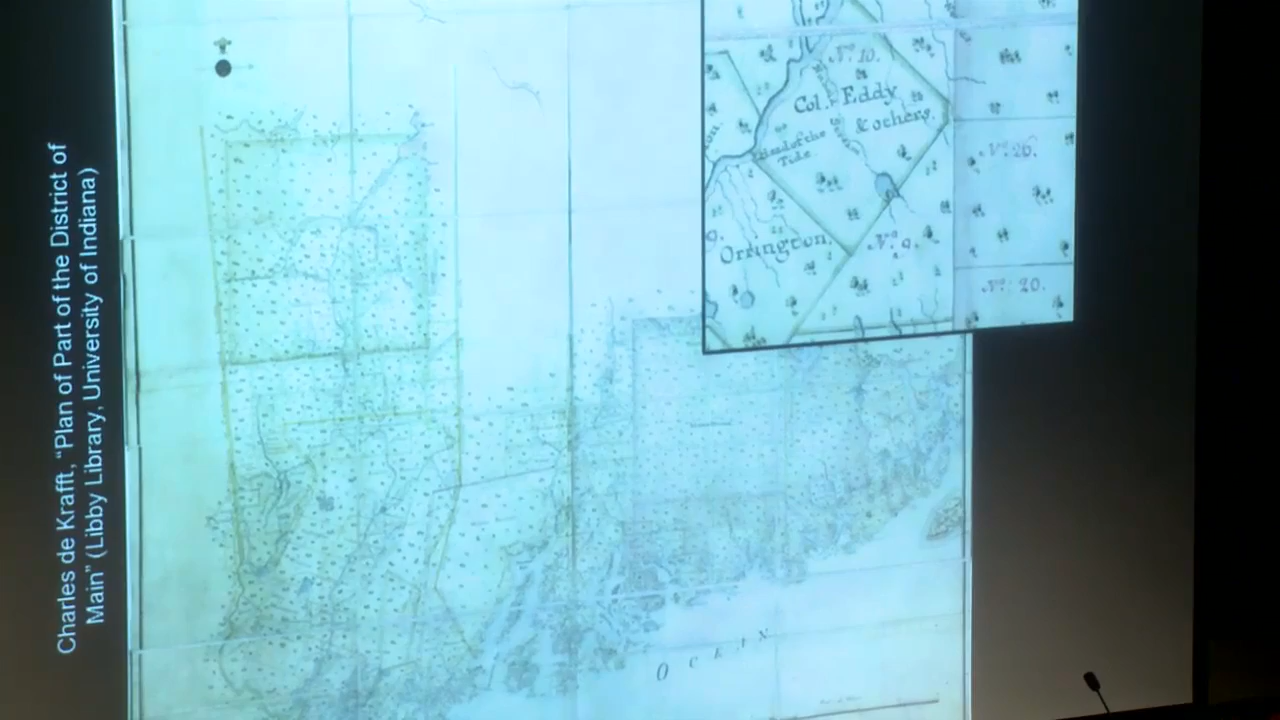 Charles de Krafft, “Plan of Part of the District of
Main” (Libby Library, University of Indiana)
No. 10.
Col. Eddy
& others.
Head of the
Tide
No. 26.
Orrington.
No. 9.
No. 20.
OCEAN